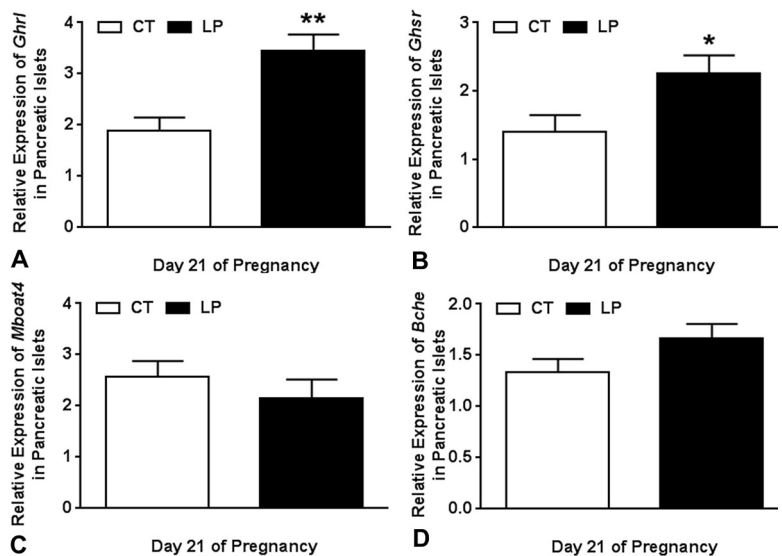 Relative Expression of Ghrl
in Pancreatic Islets
4
3
2
1
0
CT LP
**
A
Day 21 of Pregnancy
Relative Expression of Ghsr
in Pancreatic Islets
3
2
1
0
CT LP
*
B
Day 21 of Pregnancy
Relative Expression of Mboat4
in Pancreatic Islets
4
3
2
1
0
CT LP
C
Day 21 of Pregnancy
Relative Expression of Bche
in Pancreatic Islets
2.0
1.5
1.0
0.5
0.0
CT LP
D
Day 21 of Pregnancy